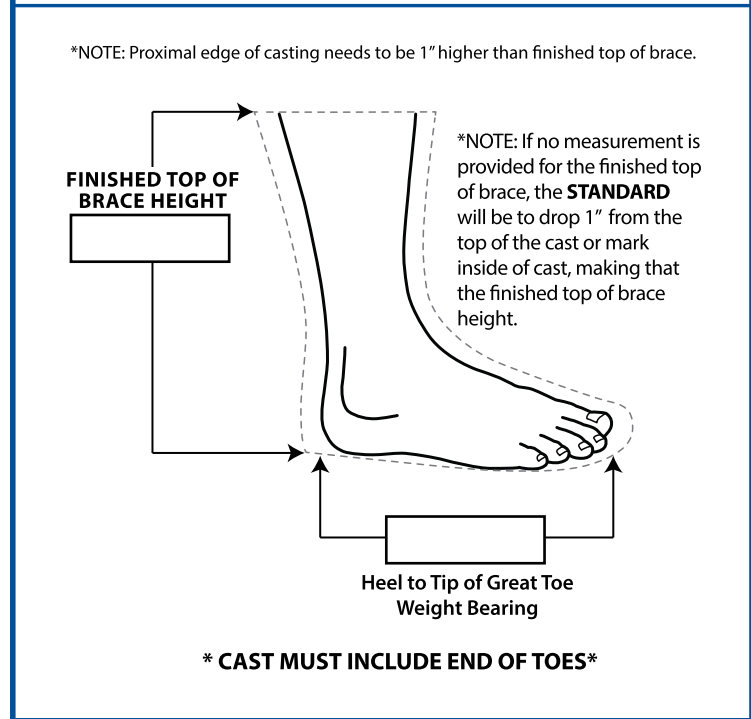 *NOTE: Proximal edge of casting needs to be 1” higher than finished top of brace.
*NOTE: If no measurement is
provided for the finished top
of brace, the STANDARD
will be to drop 1” from the
top of the cast or mark
inside of cast, making that
the finished top of brace
height.
FINISHED TOP OF
BRACE HEIGHT
Heel to Tip of Great Toe
Weight Bearing
* CAST MUST INCLUDE END OF TOES*